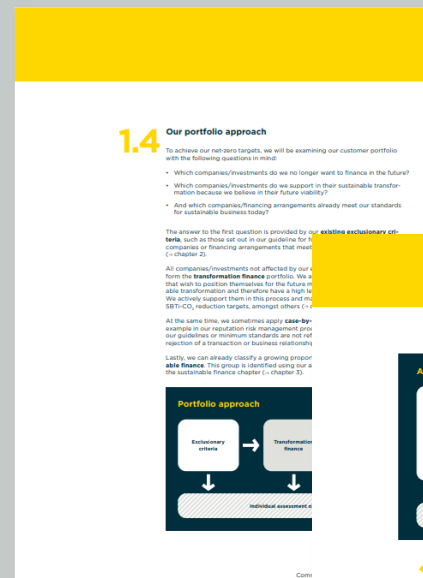 1.4
Our portfolio approach
To achieve our net-zero targets, we will be examining our customer portfolio
with the following questions in mind:
• Which companies/investments do we no longer want to finance in the future?
• Which companies/investments do we support in their sustainable transfor-
mation because we believe in their future viability?
• And which companies/financing arrangements already meet our standards
for sustainable business today?
The answer to the first question is provided by our existing exclusionary cri-
teria, such as those set out in our guideline for
companies or financing arrangements that meet
(→ chapter 2).
All companies/investments not affected by our
form the transformation finance portfolio. We a
that wish to position themselves for the future
able transformation and therefore have a high le
We actively support them in this process and
SBTi-CO₂ reduction targets, amongst others (→
At the same time, we sometimes apply case-by-
example in our reputation risk management
our guidelines or minimum standards are not
rejection of a transaction or business relationship
Lastly, we can already classify a growing
able finance. This group is identified using our a
the sustainable finance chapter (→ chapter 3).
Portfolio approach
Exclusionary
criteria
Transformation
finance
Individual assessment o
Com
A